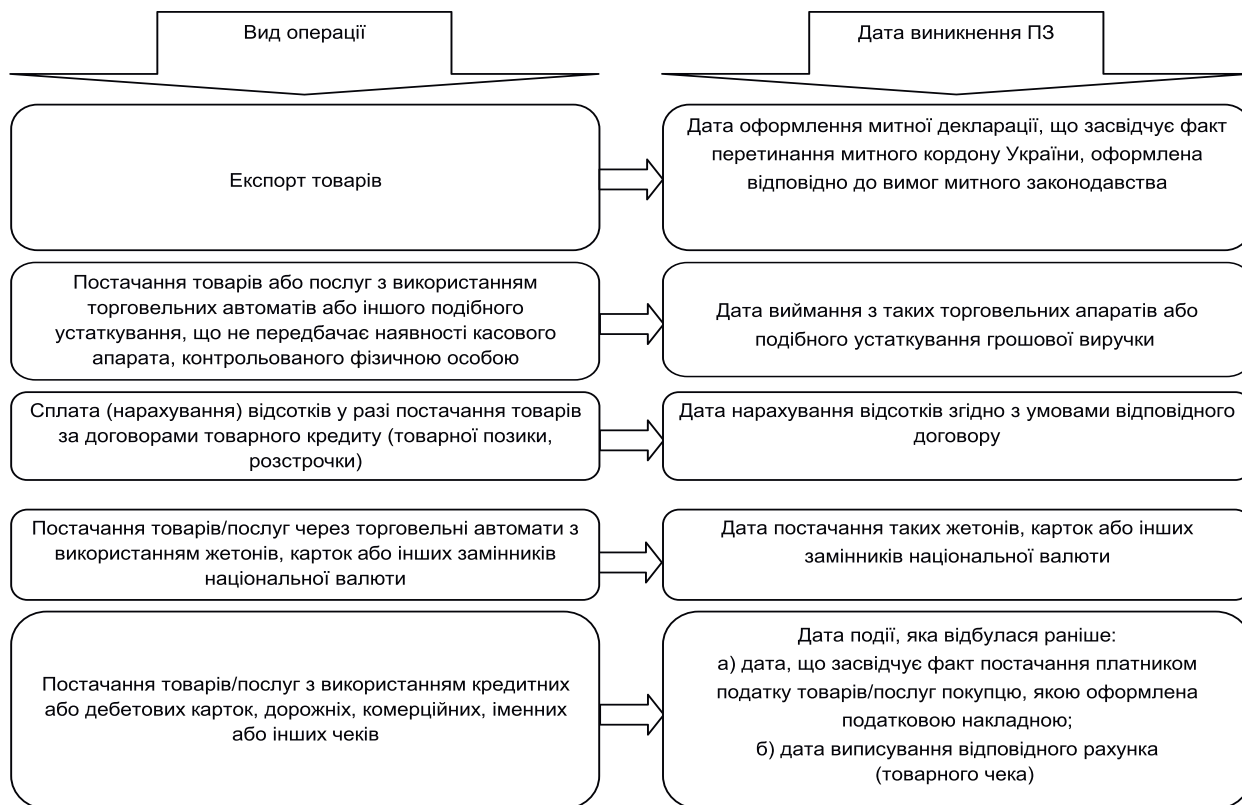 Вид операції
Дата виникнення ПЗ
Експорт товарів
Дата оформлення митної декларації, що засвідчує факт
перетинання митного кордону України, оформлена
відповідно до вимог митного законодавства
Постачання товарів або послуг з використанням
торговельних автоматів або іншого подібного
устаткування, що не передбачає наявності касового
апарата, контрольованого фізичною особою
Дата виймання з таких торговельних апаратів або
подібного устаткування грошової виручки
Сплата (нарахування) відсотків у разі постачання товарів
за договорами товарного кредиту (товарної позики,
розстрочки)
Дата нарахування відсотків згідно з умовами відповідного
договору
Постачання товарів/послуг через торговельні автомати з
використанням жетонів, карток або інших замінників
національної валюти
Дата постачання таких жетонів, карток або інших
замінників національної валюти
Постачання товарів/послуг з використанням кредитних
або дебетових карток, дорожніх, комерційних, іменних
або інших чеків
Дата події, яка відбулася раніше:
а) дата, що засвідчує факт постачання платником
податку товарів/послуг покупцю, якою оформлена
податковою накладною;
б) дата виписування відповідного рахунка
(товарного чека)